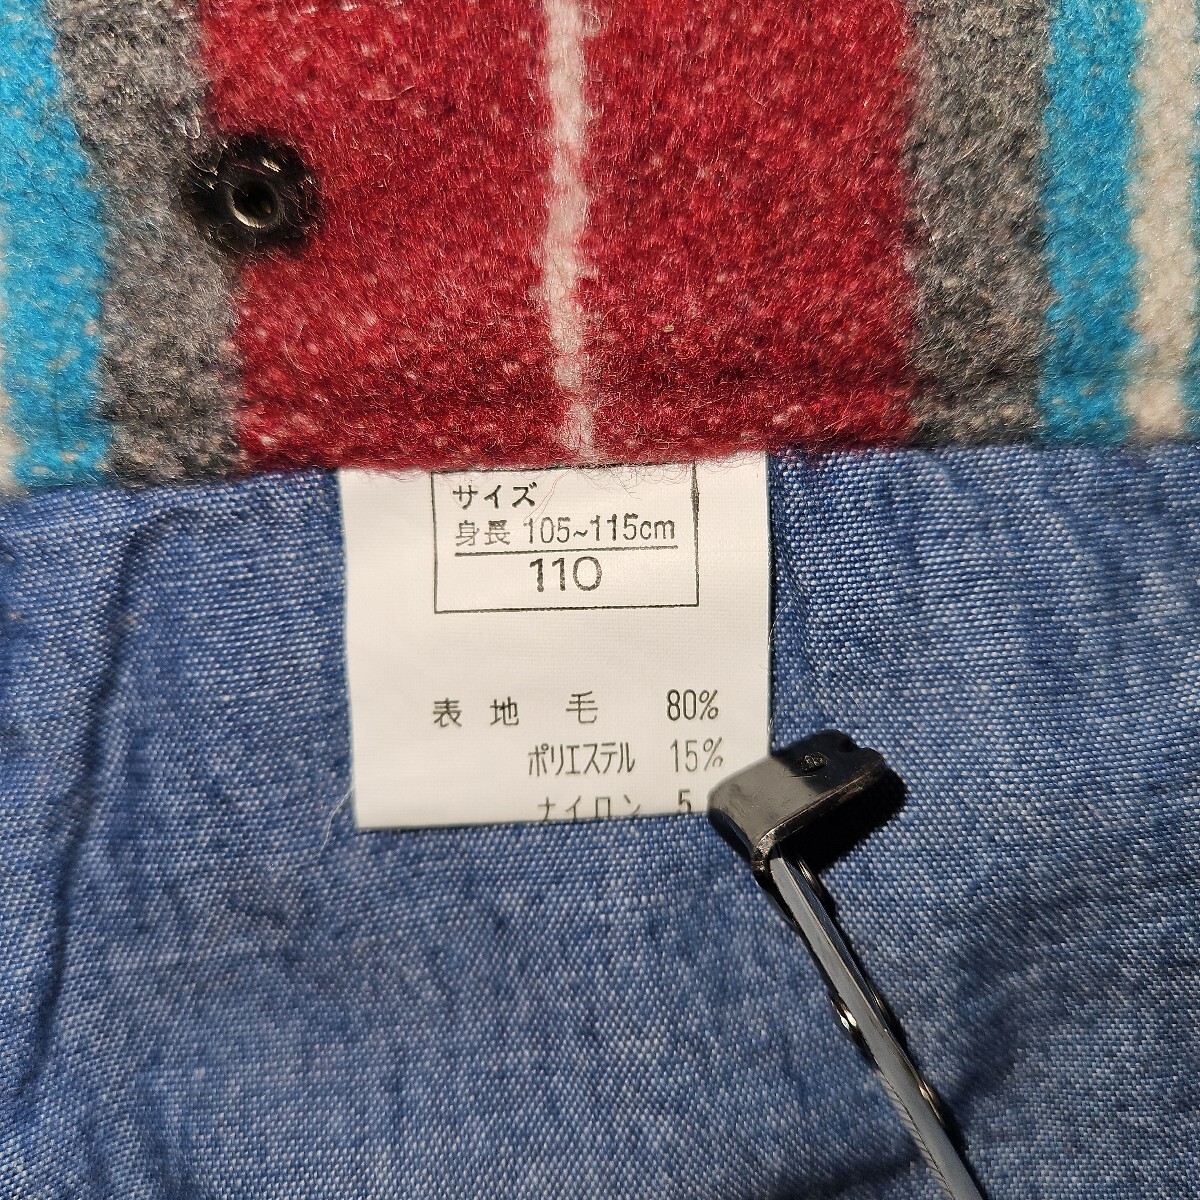 サイズ
身長 105~115cm
110
表地 毛 80%
ポリエステル 15%
ナイロン 5